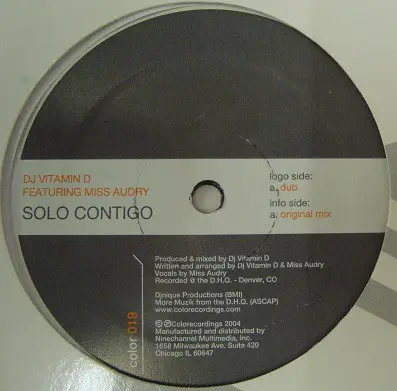 DJ VITAMIN D
FEATURING MISS AUDRY
SOLO CONTIGO
logo side:
a. dub
info side:
a. original mix
Produced & mixed by Dj Vitamin D
Written and arranged by Dj Vitamin D & Miss Audry
Vocals by Miss Audry
Recorded @ the D.H.Q. - Denver, CO
Djnique Productions (BMI)
More Muzik from the D.H.Q. (ASCAP)
www.colorecordings.com
© ℗ Colorecordings 2004
Manufactured and distributed by
Ninechannel Multimedia, Inc.
1658 Milwaukee Ave. Suite 420
Chicago IL 60647
color 019